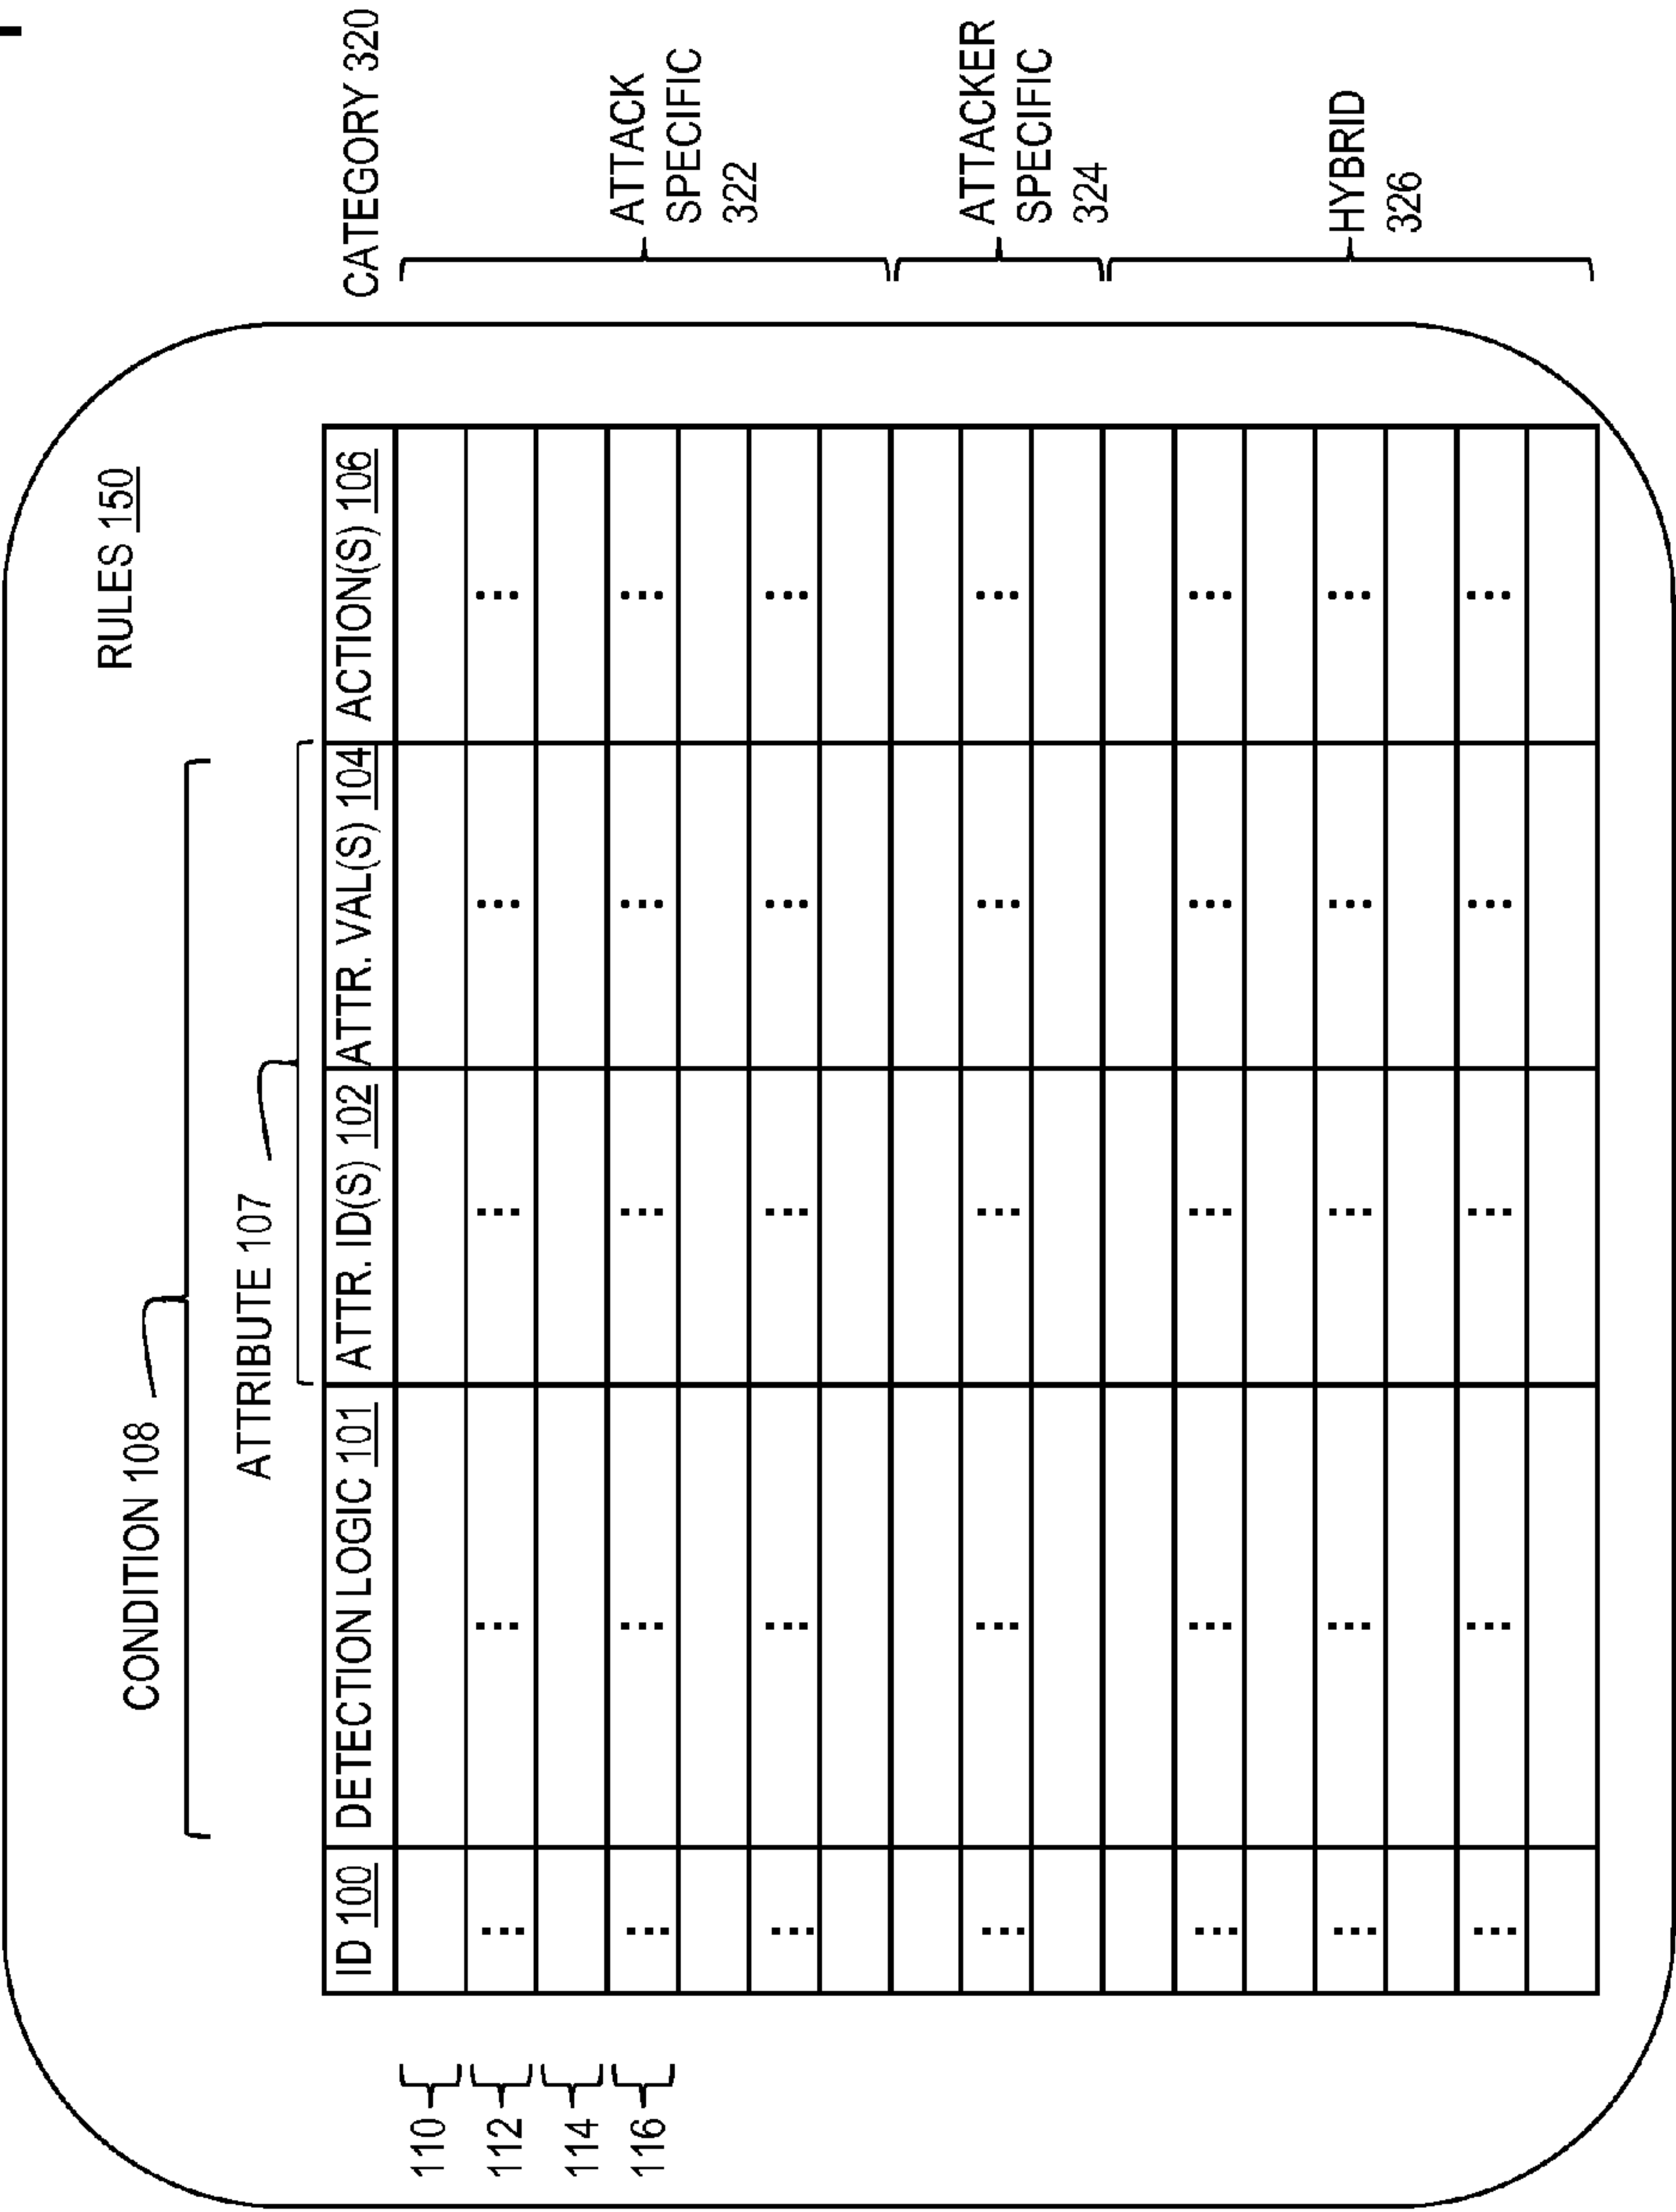 RULES 150
CONDITION 108
ATTRIBUTE 107
CATEGORY 320
ID 100 DETECTION LOGIC 101 ATTR. ID(S) 102 ATTR. VAL(S) 104 ACTION(S) 106
110
112
... ... ... ... ...
114
116
... ... ... ... ...
... ... ... ... ...
ATTACK
SPECIFIC
322
... ... ... ... ...
ATTACKER
SPECIFIC
324
... ... ... ... ...
... ... ... ... ...
... ... ... ... ...
HYBRID
326